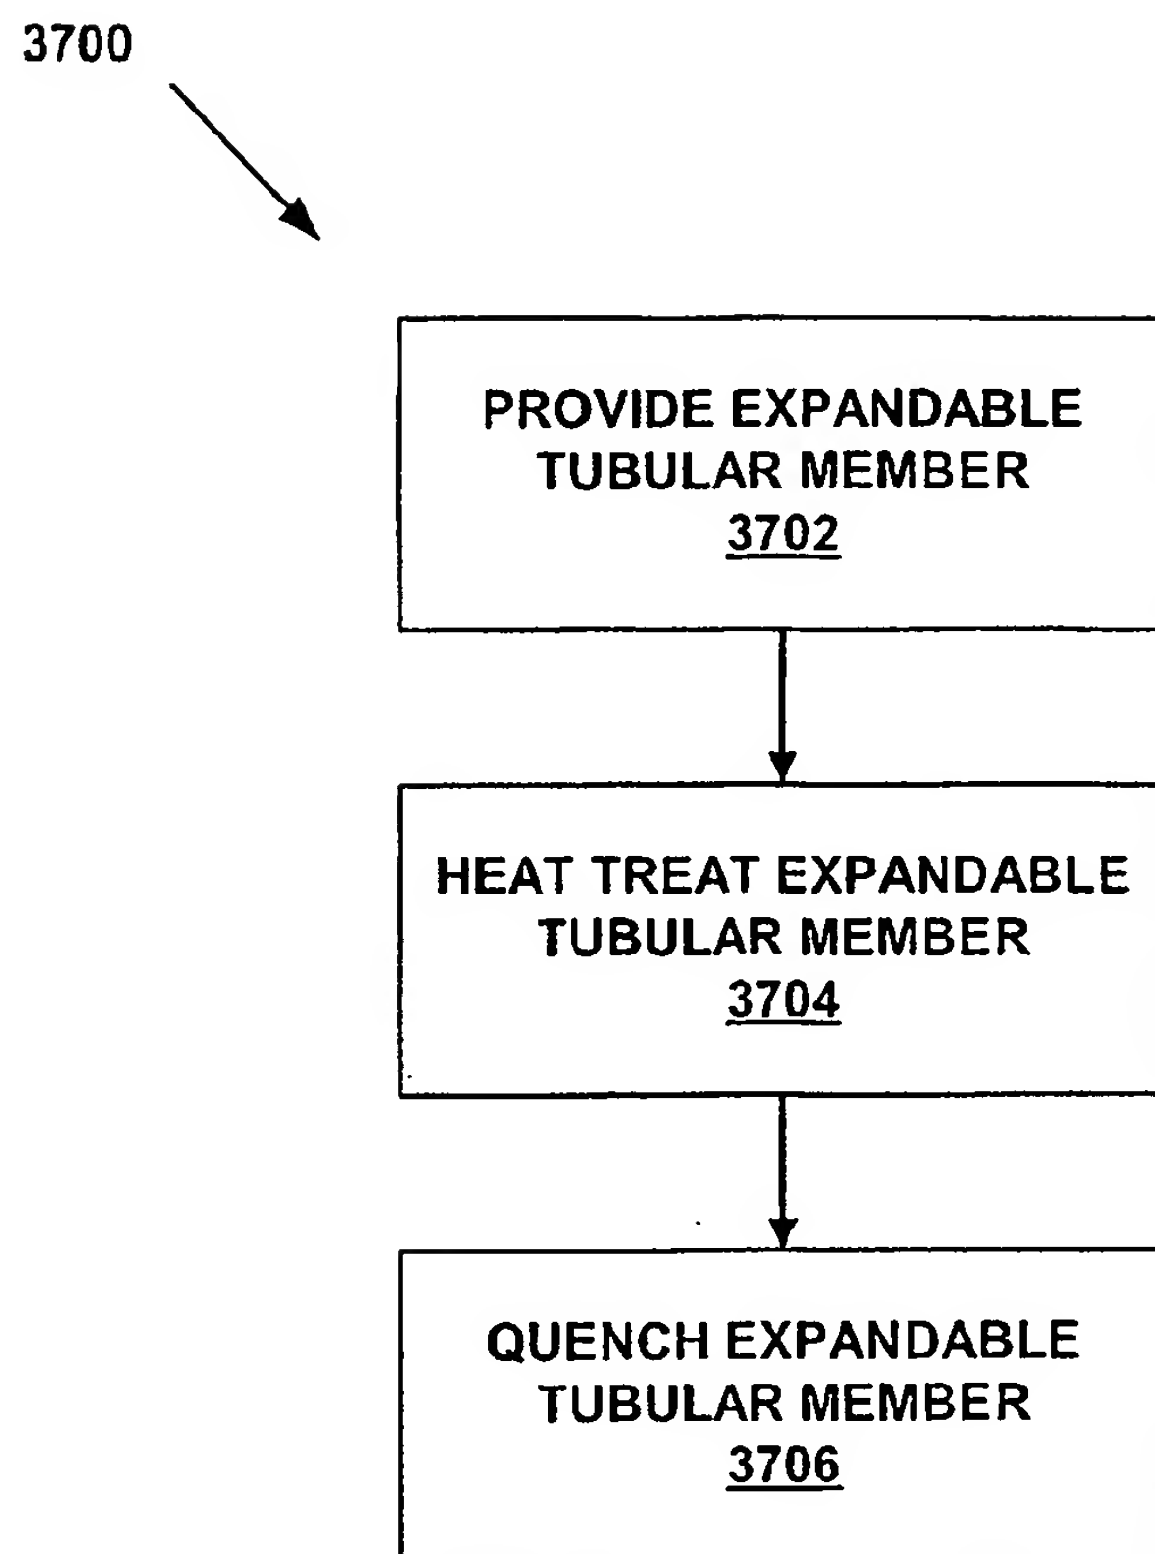 3700
PROVIDE EXPANDABLE
TUBULAR MEMBER
3702
HEAT TREAT EXPANDABLE
TUBULAR MEMBER
3704
QUENCH EXPANDABLE
TUBULAR MEMBER
3706